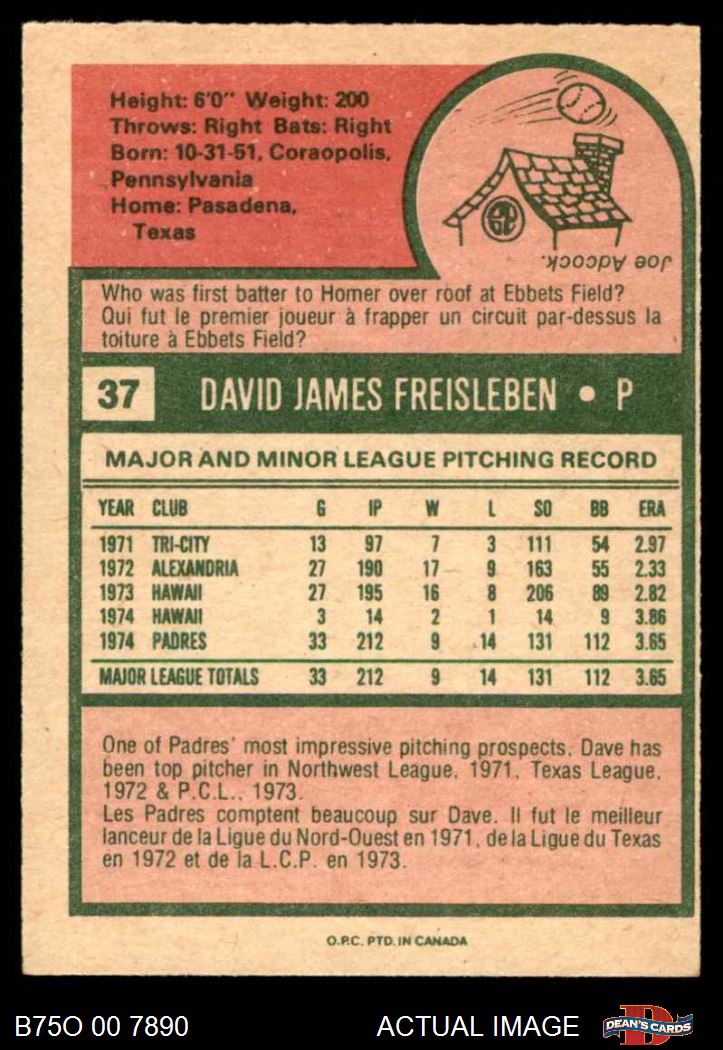 Height: 6'0" Weight: 200
Throws: Right Bats: Right
Born: 10-31-51, Coraopolis,
Pennsylvania
Home: Pasadena,
Texas
Joe Adcock.
Who was first batter to Homer over roof at Ebbets Field?
Qui fut le premier joueur à frapper un circuit par-dessus la
toiture à Ebbets Field?
37 DAVID JAMES FREISLEBEN • P
MAJOR AND MINOR LEAGUE PITCHING RECORD
YEAR CLUB G IP W L SO BB ERA
1971 TRI-CITY 13 97 7 3 111 54 2.97
1972 ALEXANDRIA 27 190 17 9 163 55 2.33
1973 HAWAII 27 195 16 8 206 89 2.82
1974 HAWAII 3 14 2 1 14 9 3.86
1974 PADRES 33 212 9 14 131 112 3.65
MAJOR LEAGUE TOTALS 33 212 9 14 131 112 3.65
One of Padres' most impressive pitching prospects, Dave has
been top pitcher in Northwest League, 1971, Texas League,
1972 & P.C.L., 1973.
Les Padres comptent beaucoup sur Dave. Il fut le meilleur
lanceur de la Ligue du Nord-Ouest en 1971, de la Ligue du Texas
en 1972 et de la L.C.P. en 1973.
O.P.C. PTD. IN CANADA
B75O 00 7890 ACTUAL IMAGE
DEAN'S CARDS